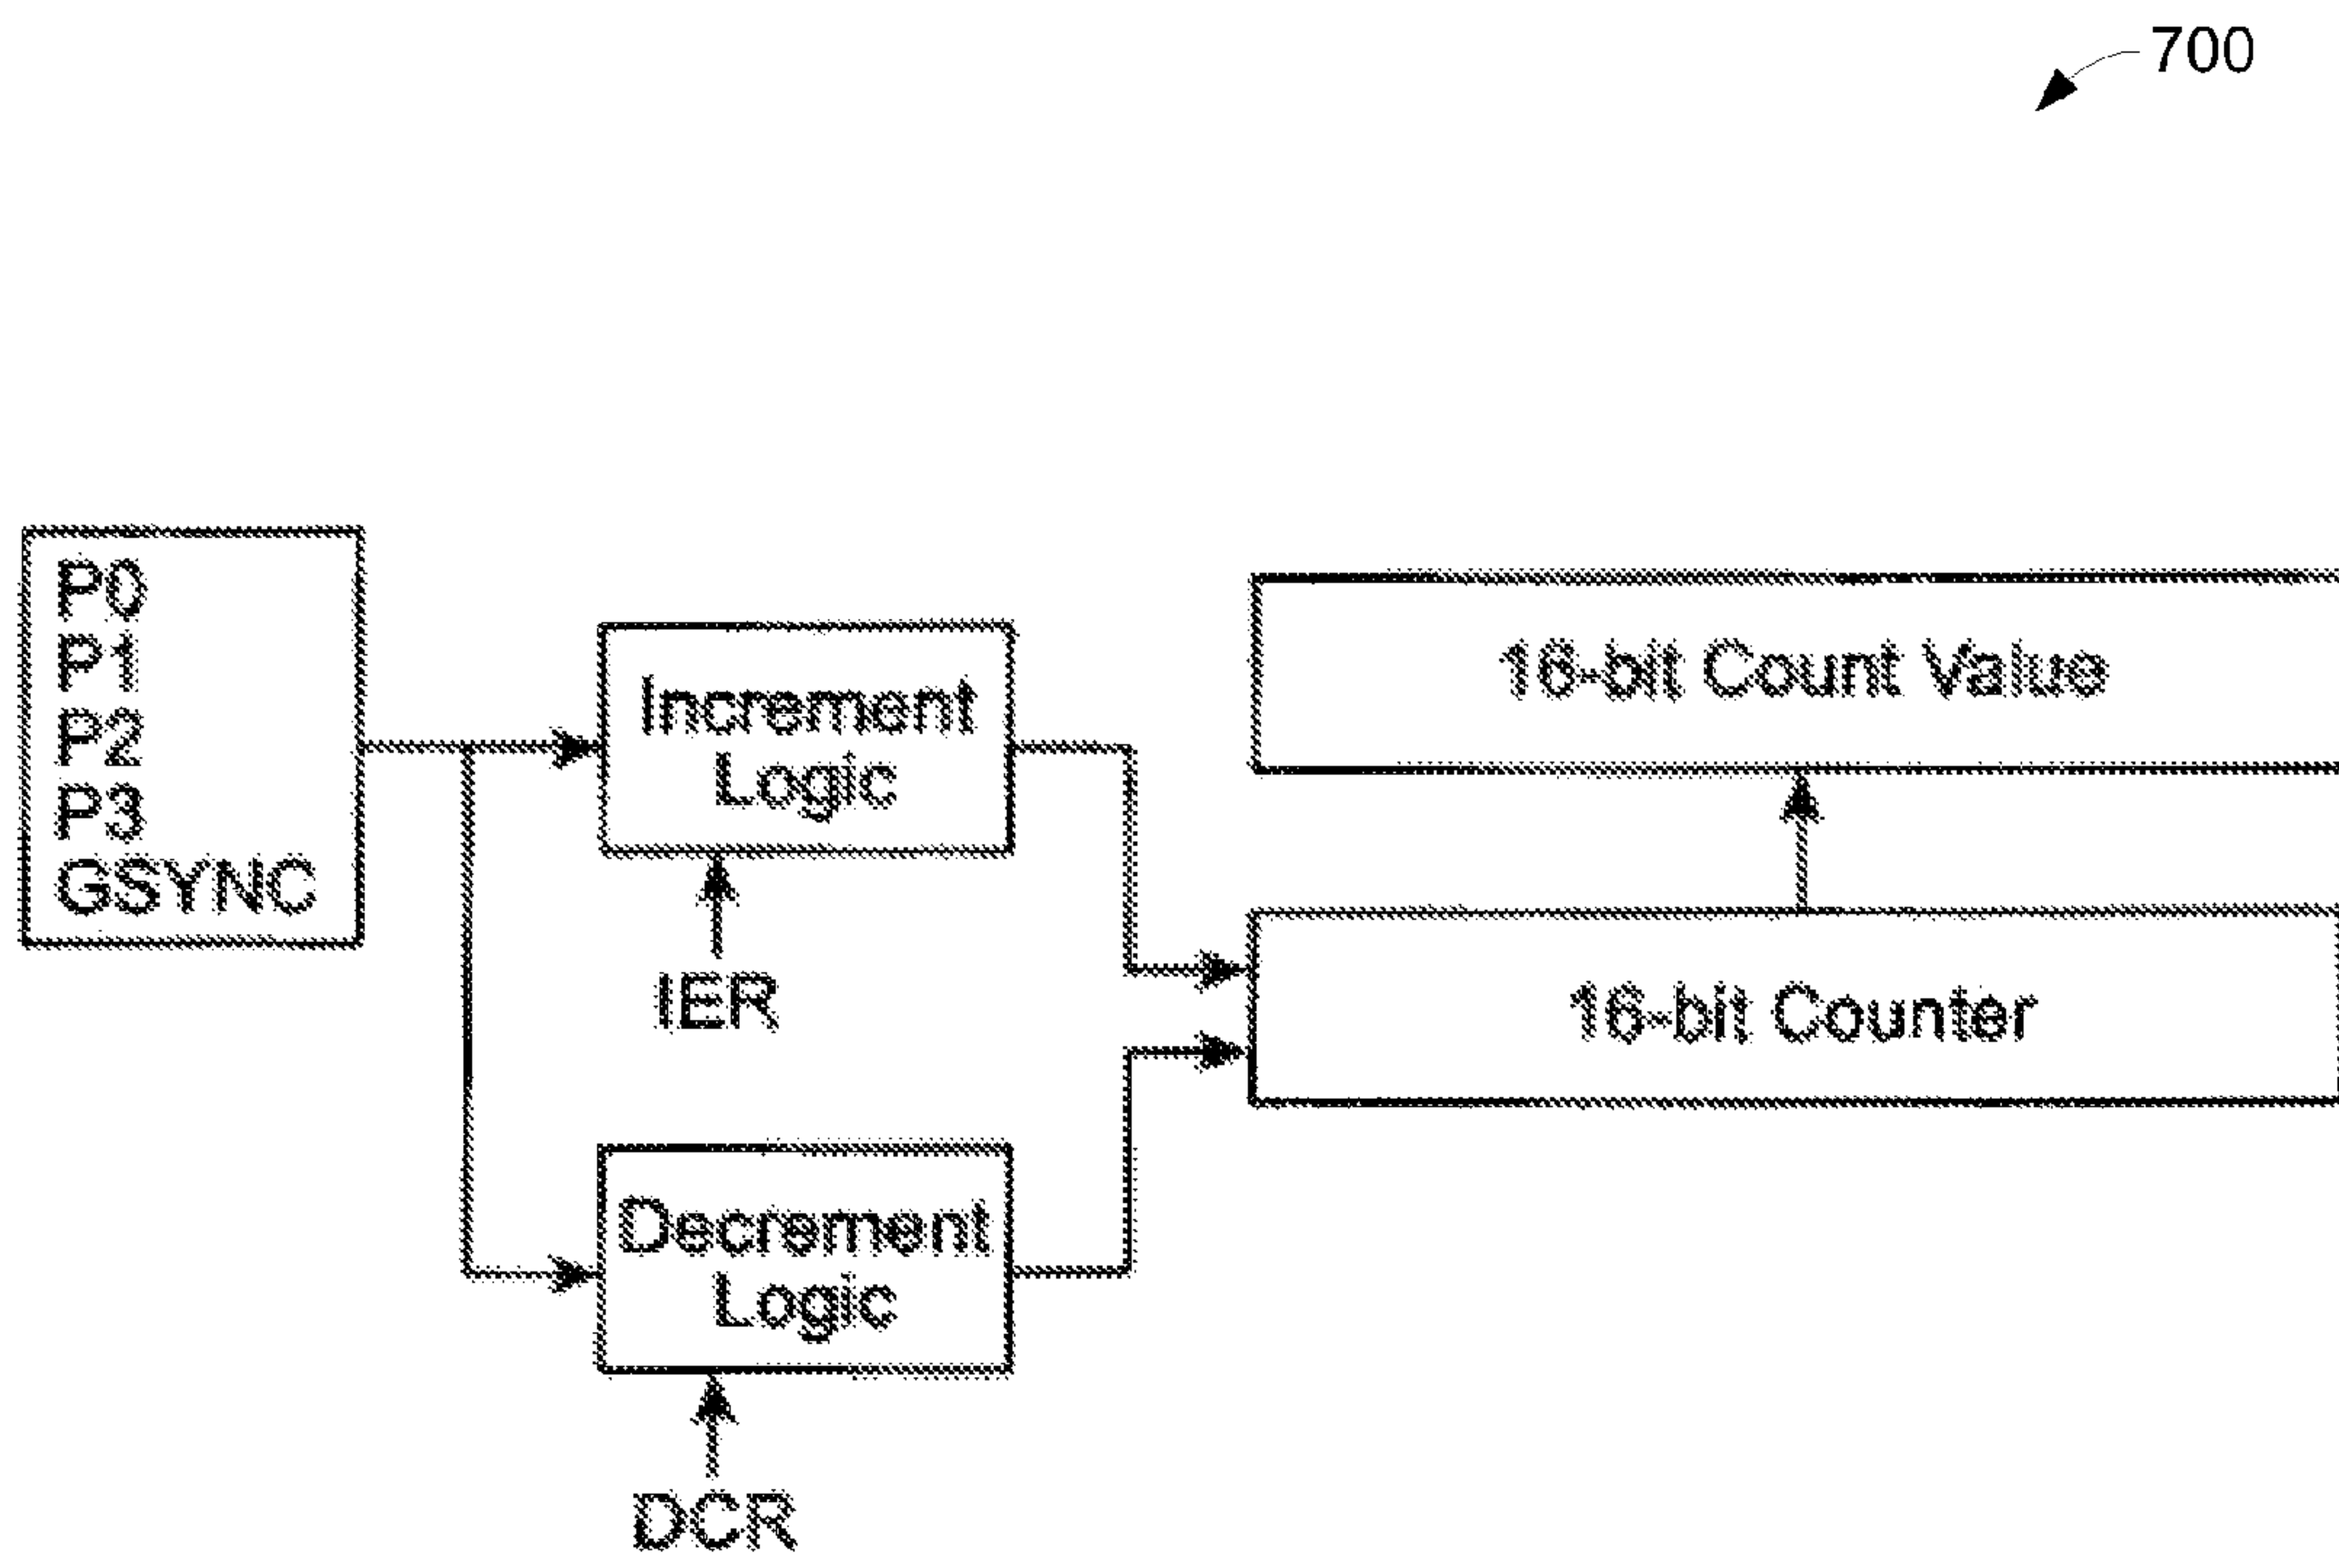 700
P0
P1
P2
P3
GSYNC
Increment
Logic
IER
Decrement
Logic
DCR
16-bit Count Value
16-bit Counter